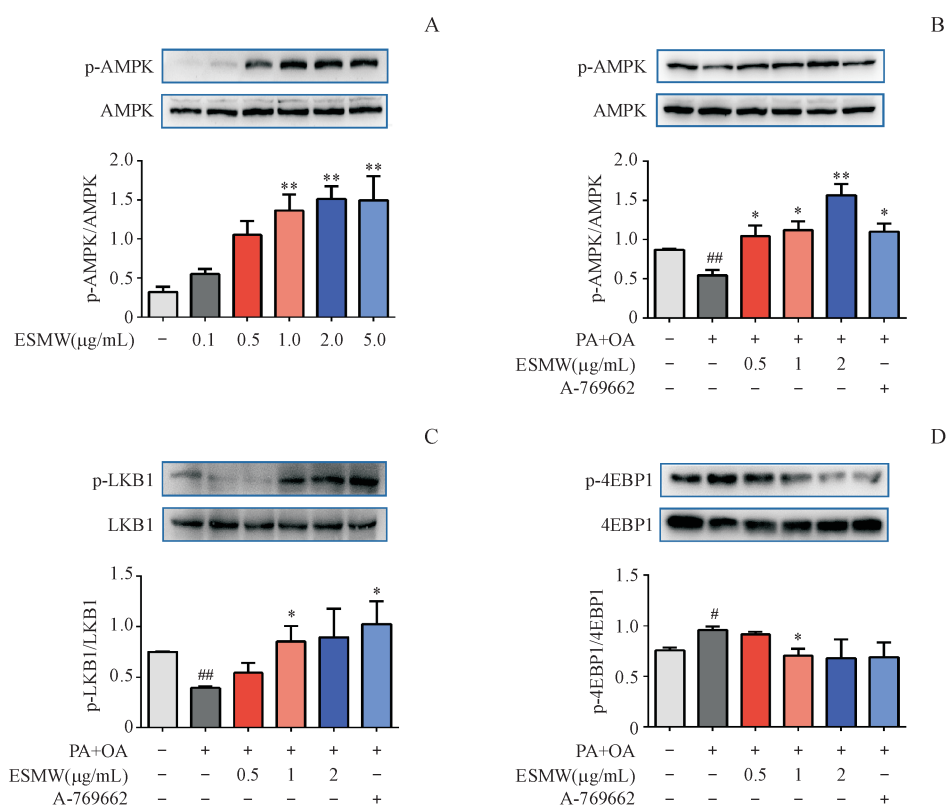 A
p-AMPK
AMPK
p-AMPK/AMPK
2.0
1.5
1.0
0.5
0
** ** **
ESMW(μg/mL) − 0.1 0.5 1.0 2.0 5.0
B
p-AMPK
AMPK
p-AMPK/AMPK
2.0
1.5
1.0
0.5
0
## * * ** *
PA+OA − + + + + +
ESMW(μg/mL) − − 0.5 1 2 −
A-769662 − − − − − +
C
p-LKB1
LKB1
p-LKB1/LKB1
1.5
1.0
0.5
0
## * *
PA+OA − + + + + +
ESMW(μg/mL) − − 0.5 1 2 −
A-769662 − − − − − +
D
p-4EBP1
4EBP1
p-4EBP1/4EBP1
1.5
1.0
0.5
0
# *
PA+OA − + + + + +
ESMW(μg/mL) − − 0.5 1 2 −
A-769662 − − − − − +